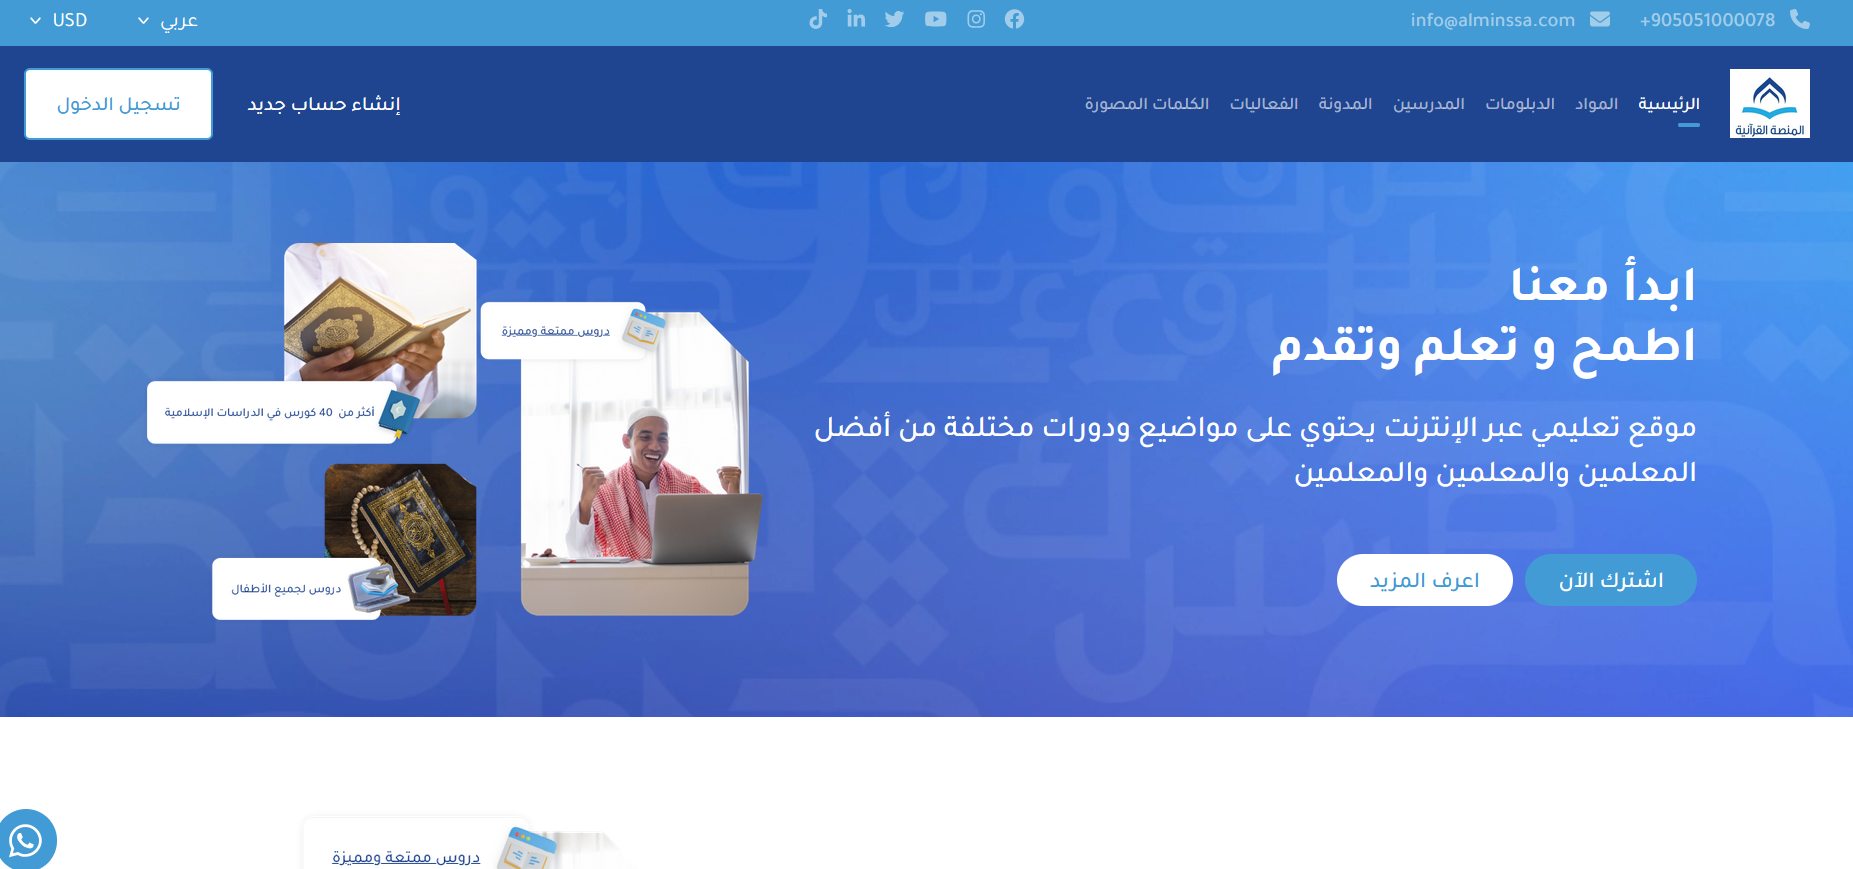 +905051000078
info@alminssa.com
عربي
USD
المنصة القرآنية
الرئيسية
المواد
الدبلومات
المدرسين
المدونة
الفعاليات
الكلمات المصورة
إنشاء حساب جديد
تسجيل الدخول
ابدأ معنا
اطمح و تعلم وتقدم
موقع تعليمي عبر الإنترنت يحتوي على مواضيع ودورات مختلفة من أفضل
المعلمين والمعلمين والمعلمين
اشترك الآن
اعرف المزيد
دروس ممتعة ومميزة
أكثر من 40 كورس في الدراسات الإسلامية
دروس لجميع الأطفال
دروس ممتعة ومميزة